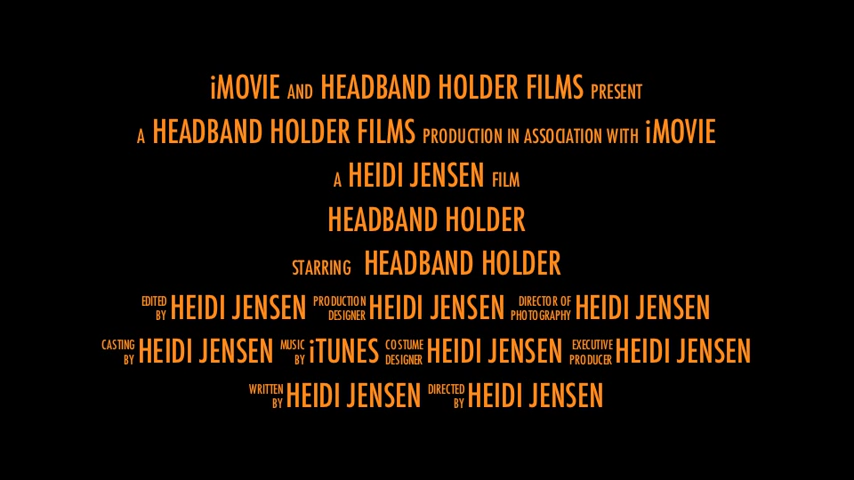 iMOVIE AND HEADBAND HOLDER FILMS PRESENT
A HEADBAND HOLDER FILMS PRODUCTION IN ASSOCIATION WITH iMOVIE
A HEIDI JENSEN FILM
HEADBAND HOLDER
STARRING HEADBAND HOLDER
EDITED BY HEIDI JENSEN PRODUCTION DESIGNER HEIDI JENSEN DIRECTOR OF PHOTOGRAPHY HEIDI JENSEN
CASTING BY HEIDI JENSEN MUSIC BY iTUNES COSTUME DESIGNER HEIDI JENSEN EXECUTIVE PRODUCER HEIDI JENSEN
WRITTEN BY HEIDI JENSEN DIRECTED BY HEIDI JENSEN